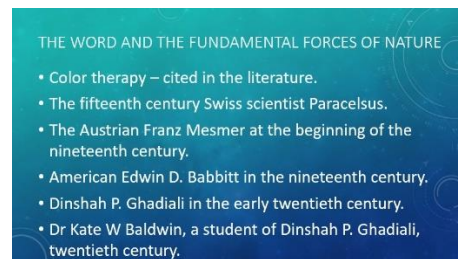 THE WORD AND THE FUNDAMENTAL FORCES OF NATURE
• Color therapy – cited in the literature.
• The fifteenth century Swiss scientist Paracelsus.
• The Austrian Franz Mesmer at the beginning of the
nineteenth century.
• American Edwin D. Babbitt in the nineteenth century.
• Dinshah P. Ghadiali in the early twentieth century.
• Dr Kate W Baldwin, a student of Dinshah P. Ghadiali,
twentieth century.